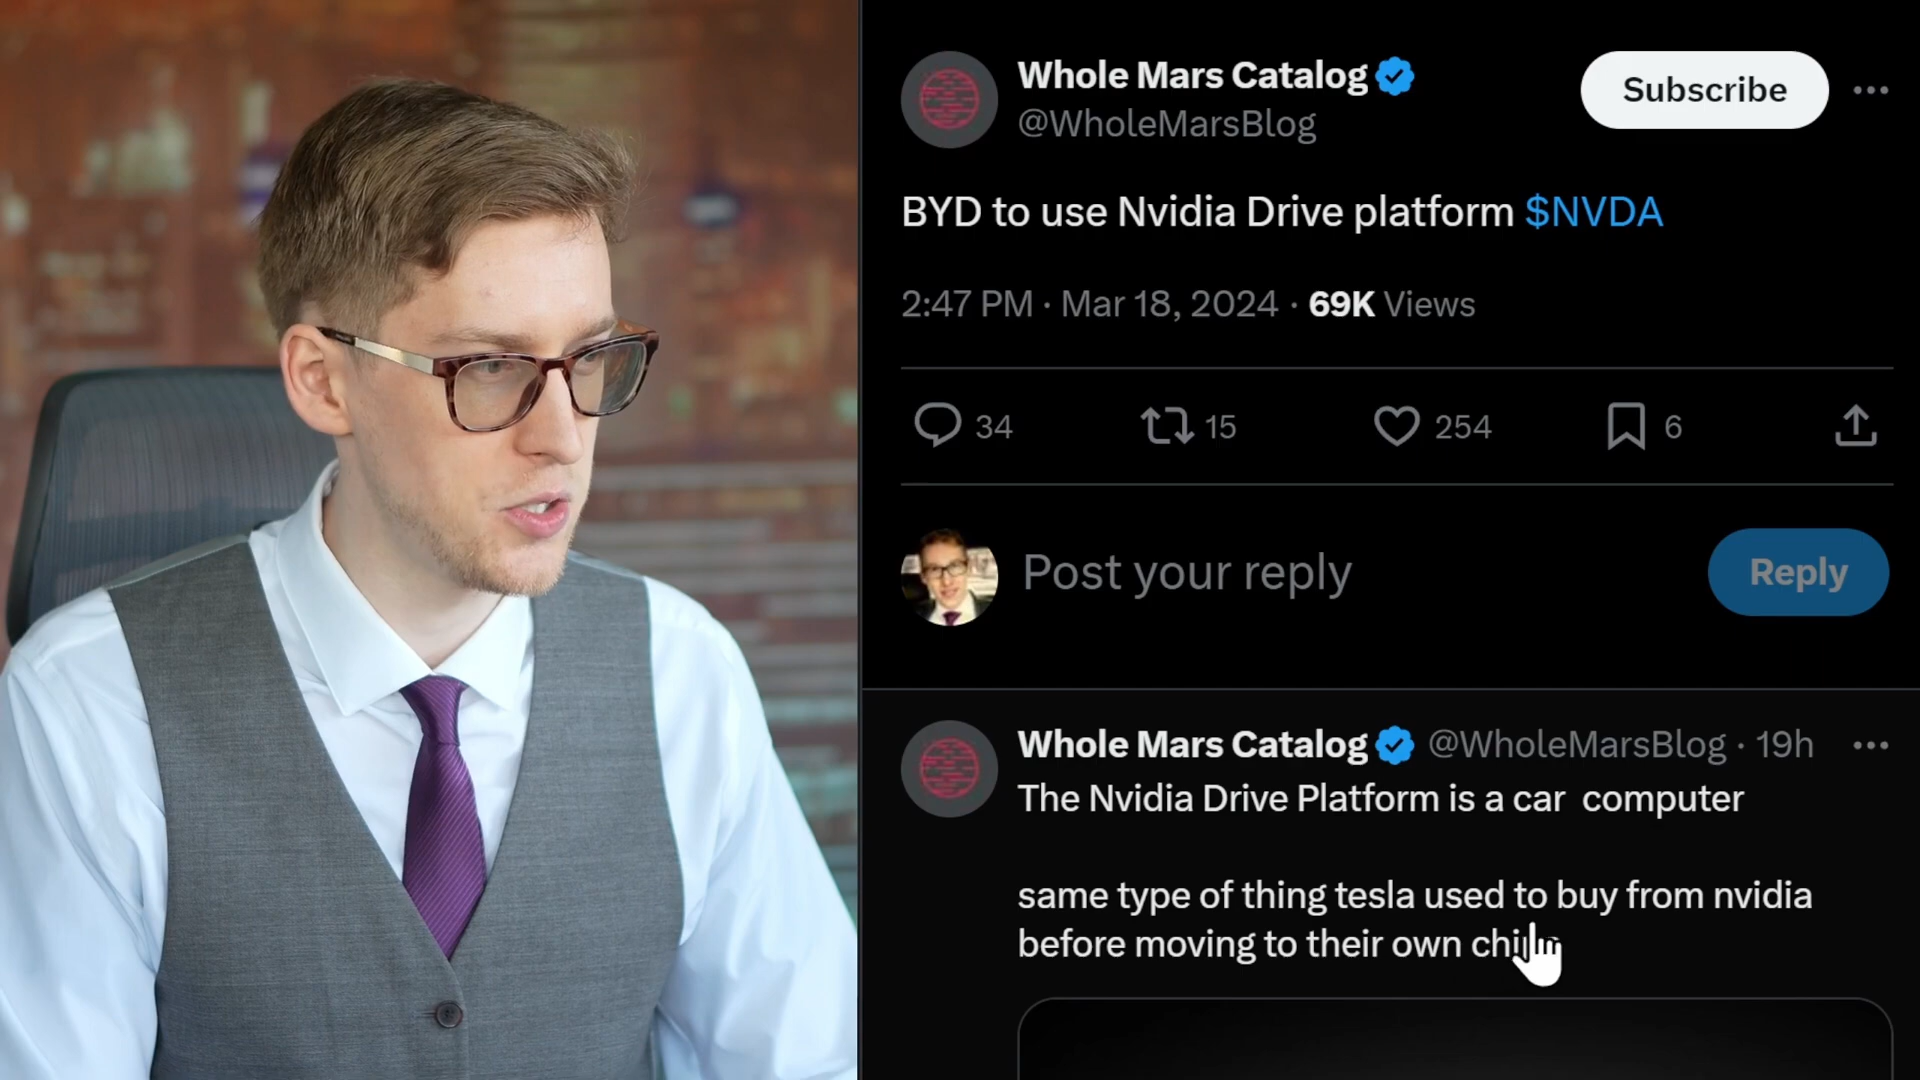 Whole Mars Catalog
Subscribe
@WholeMarsBlog
BYD to use Nvidia Drive platform $NVDA
2:47 PM · Mar 18, 2024 · 69K Views
34 15 254 6
Post your reply
Reply
Whole Mars Catalog @WholeMarsBlog · 19h
The Nvidia Drive Platform is a car computer
same type of thing tesla used to buy from nvidia
before moving to their own